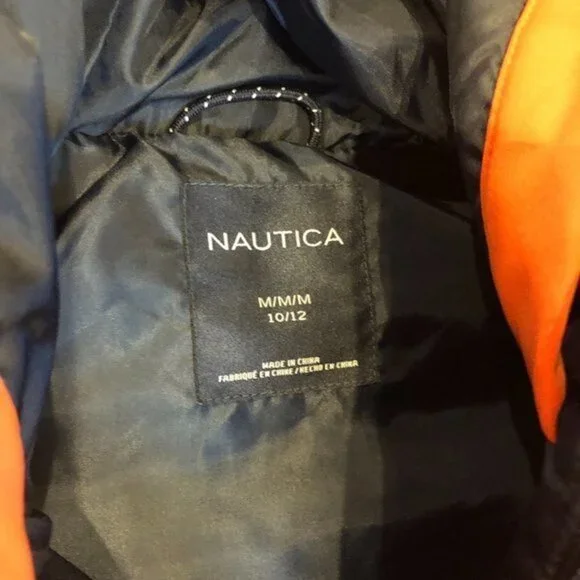 NAUTICA
M/M/M
10/12
MADE IN CHINA
FABRIQUÉ EN CHINE/HECHO EN CHINA